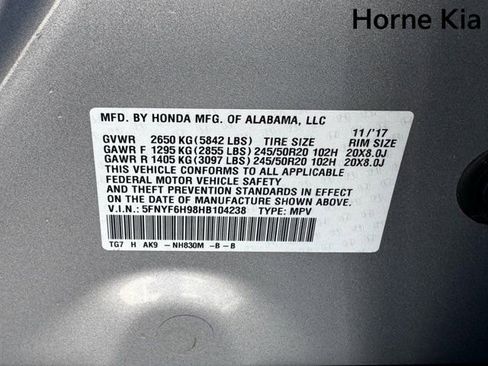 Horne Kia
MFD. BY HONDA MFG. OF ALABAMA, LLC
11/'17
GVWR 2650 KG (5842 LBS) TIRE SIZE RIM SIZE
GAWR F 1295 KG (2855 LBS) 245/50R20 102H 20X8.0J
GAWR R 1405 KG (3097 LBS) 245/50R20 102H 20X8.0J
THIS VEHICLE CONFORMS TO ALL APPLICABLE
FEDERAL MOTOR VEHICLE SAFETY
AND THEFT PREVENTION STANDARDS IN EFFECT
ON THE DATE OF MANUFACTURE SHOWN ABOVE.
V.I.N.: 5FNYF6H98HB104238 TYPE: MPV
TG7 H AK9 - NH830M -B - B